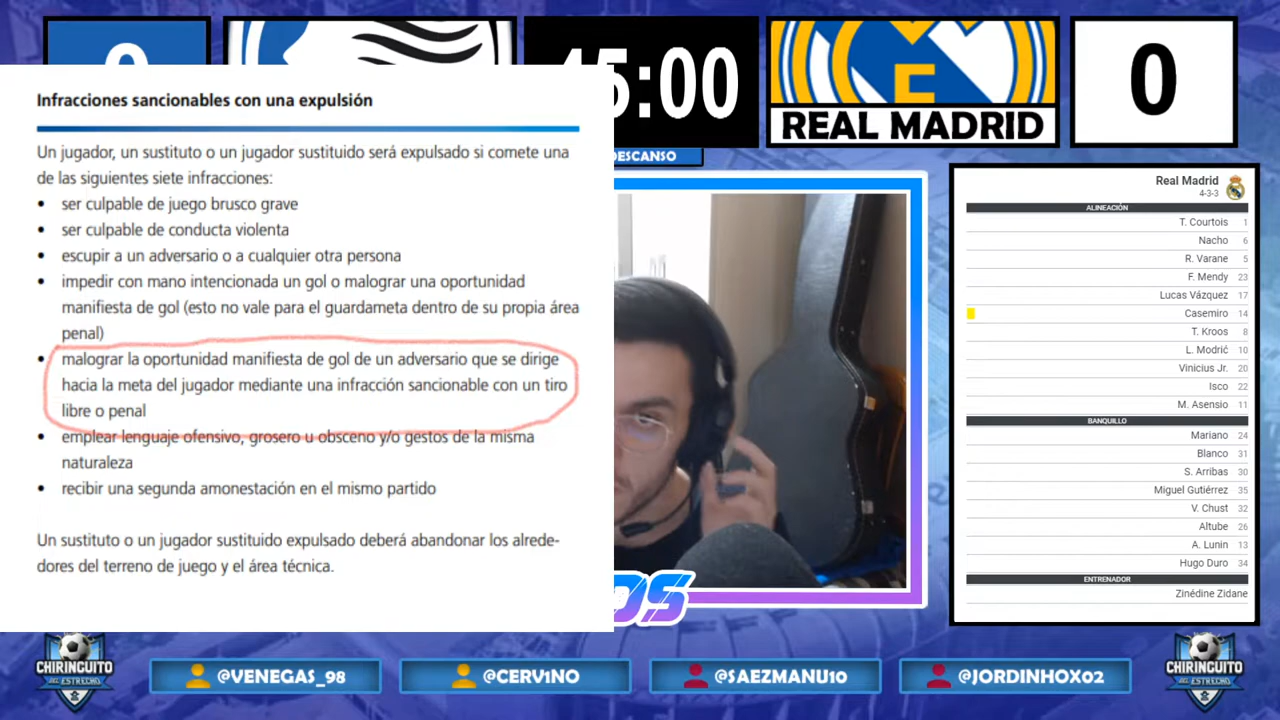 0
45:00
REAL MADRID
0
DESCANSO
Infracciones sancionables con una expulsión
Un jugador, un sustituto o un jugador sustituido será expulsado si comete una
de las siguientes siete infracciones:
• ser culpable de juego brusco grave
• ser culpable de conducta violenta
• escupir a un adversario o a cualquier otra persona
• impedir con mano intencionada un gol o malograr una oportunidad
manifiesta de gol (esto no vale para el guardameta dentro de su propia área
penal)
• malograr la oportunidad manifiesta de gol de un adversario que se dirige
hacia la meta del jugador mediante una infracción sancionable con un tiro
libre o penal
• emplear lenguaje ofensivo, grosero u obsceno y/o gestos de la misma
naturaleza
• recibir una segunda amonestación en el mismo partido
Un sustituto o un jugador sustituido expulsado deberá abandonar los alrede-
dores del terreno de juego y el área técnica.
Real Madrid
4-3-3
ALINEACIÓN
T. Courtois 1
Nacho 6
R. Varane 5
F. Mendy 23
Lucas Vázquez 17
Casemiro 14
T. Kroos 8
L. Modrić 10
Vinicius Jr. 20
Isco 22
M. Asensio 11
BANQUILLO
Mariano 24
Blanco 31
S. Arribas 30
Miguel Gutiérrez 35
V. Chust 32
Altube 26
A. Lunin 13
Hugo Duro 34
ENTRENADOR
Zinédine Zidane
OS
CHIRINGUITO
DEL ESTRECHO
@VENEGAS_98
@CERV1NO
@SAEZMANU10
@JORDINHOX02
CHIRINGUITO
DEL ESTRECHO